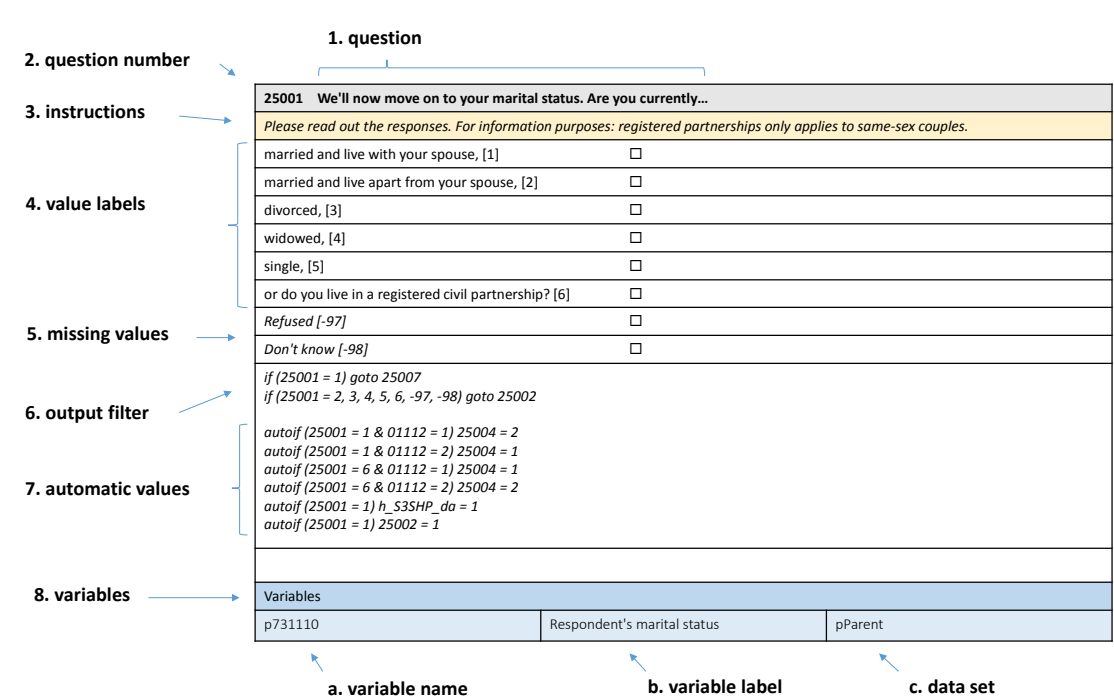 1. question
2. question number
25001 We'll now move on to your marital status. Are you currently…
3. instructions
Please read out the responses. For information purposes: registered partnerships only applies to same-sex couples.
married and live with your spouse, [1] ☐
married and live apart from your spouse, [2] ☐
4. value labels
divorced, [3] ☐
widowed, [4] ☐
single, [5] ☐
or do you live in a registered civil partnership? [6] ☐
5. missing values
Refused [-97] ☐
Don't know [-98] ☐
if (25001 = 1) goto 25007
if (25001 = 2, 3, 4, 5, 6, -97, -98) goto 25002
6. output filter
autoif (25001 = 1 & 01112 = 1) 25004 = 2
autoif (25001 = 1 & 01112 = 2) 25004 = 1
autoif (25001 = 6 & 01112 = 1) 25004 = 1
autoif (25001 = 6 & 01112 = 2) 25004 = 2
7. automatic values
autoif (25001 = 1) h_S3SHP_da = 1
autoif (25001 = 1) 25002 = 1
8. variables
Variables
p731110 Respondent's marital status pParent
a. variable name b. variable label c. data set